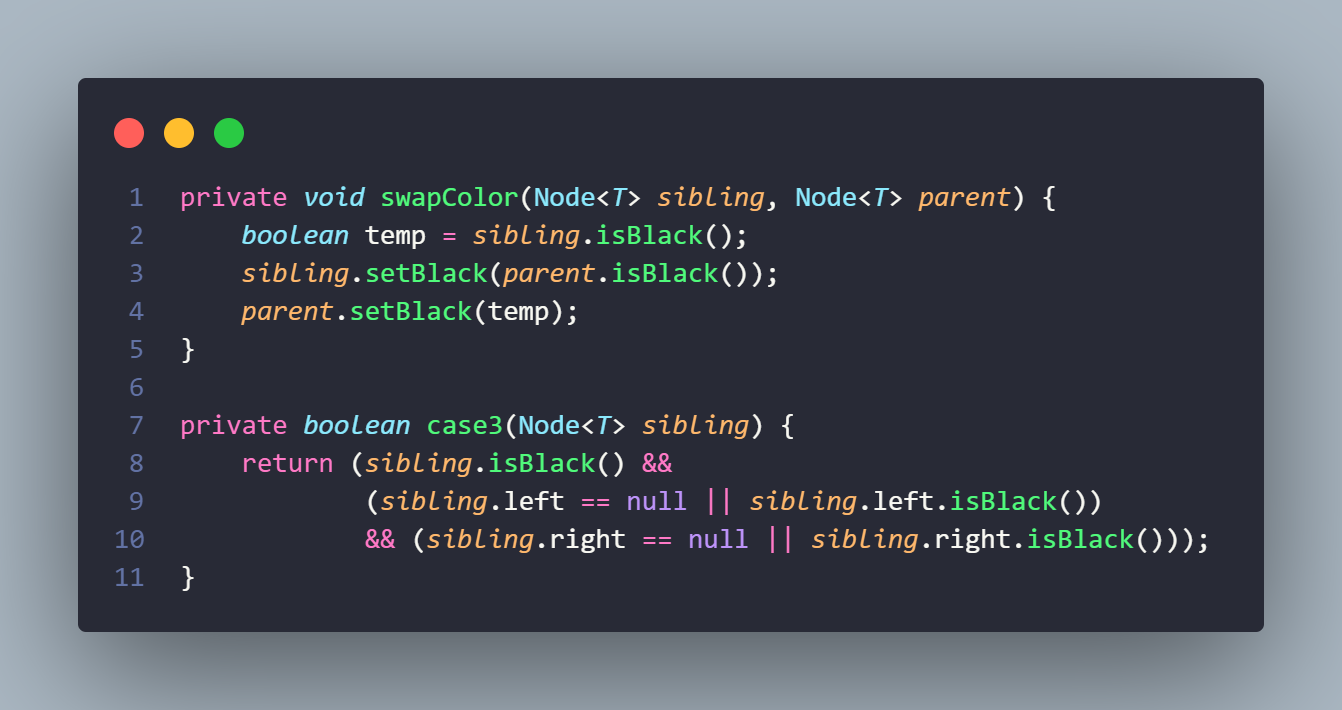 1 private void swapColor(Node<T> sibling, Node<T> parent) {
2     boolean temp = sibling.isBlack();
3     sibling.setBlack(parent.isBlack());
4     parent.setBlack(temp);
5 }
6
7 private boolean case3(Node<T> sibling) {
8     return (sibling.isBlack() &&
9             (sibling.left == null || sibling.left.isBlack())
10             && (sibling.right == null || sibling.right.isBlack()));
11 }